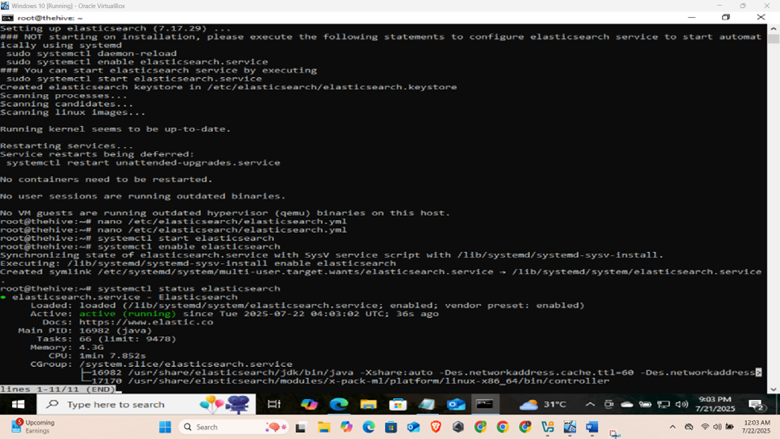 Windows 10 [Running] - Oracle VirtualBox
root@thehive: ~
Setting up elasticsearch (7.17.29) ...
### NOT starting on installation, please execute the following statements to configure elasticsearch service to start automat
ically using systemd
sudo systemctl daemon-reload
sudo systemctl enable elasticsearch.service
### You can start elasticsearch service by executing
sudo systemctl start elasticsearch.service
Created elasticsearch keystore in /etc/elasticsearch/elasticsearch.keystore
Scanning processes...
Scanning candidates...
Scanning linux images...
Running kernel seems to be up-to-date.
Restarting services...
Service restarts being deferred:
systemctl restart unattended-upgrades.service
No containers need to be restarted.
No user sessions are running outdated binaries.
No VM guests are running outdated hypervisor (qemu) binaries on this host.
root@thehive:~# nano /etc/elasticsearch/elasticsearch.yml
root@thehive:~# nano /etc/elasticsearch/elasticsearch.yml
root@thehive:~# systemctl start elasticsearch
root@thehive:~# systemctl enable elasticsearch
Synchronizing state of elasticsearch.service with SysV service script with /lib/systemd/systemd-sysv-install.
Executing: /lib/systemd/systemd-sysv-install enable elasticsearch
Created symlink /etc/systemd/system/multi-user.target.wants/elasticsearch.service → /lib/systemd/system/elasticsearch.service
.
root@thehive:~# systemctl status elasticsearch
● elasticsearch.service - Elasticsearch
Loaded: loaded (/lib/systemd/system/elasticsearch.service; enabled; vendor preset: enabled)
Active: active (running) since Tue 2025-07-22 04:03:02 UTC; 36s ago
Docs: https://www.elastic.co
Main PID: 16982 (java)
Tasks: 66 (limit: 9478)
Memory: 4.3G
CPU: 1min 7.852s
CGroup: /system.slice/elasticsearch.service
├─16982 /usr/share/elasticsearch/jdk/bin/java -Xshare:auto -Des.networkaddress.cache.ttl=60 -Des.networkaddress>
└─17170 /usr/share/elasticsearch/modules/x-pack-ml/platform/linux-x86_64/bin/controller
lines 1-11/11 (END)
Type here to search
31°C
9:03 PM
7/21/2025
2
Upcoming
Earnings
Search
12:03 AM
7/22/2025